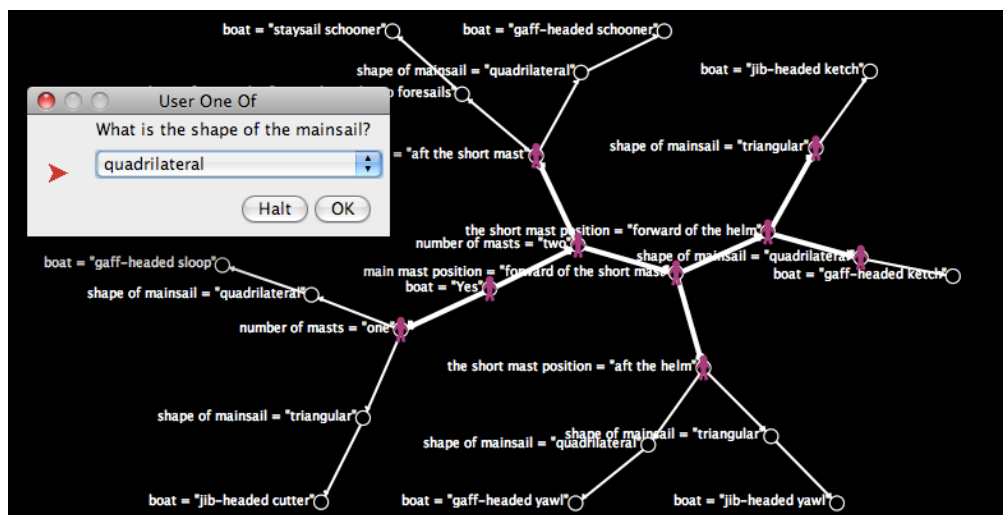 boat = "staysail schooner"
boat = "gaff-headed schooner"
shape of mainsail = "quadrilateral"
boat = "jib-headed ketch"
foresails
User One Of
What is the shape of the mainsail?
quadrilateral
Halt
OK
= "aft the short mast"
shape of mainsail = "triangular"
the short mast position = "forward of the helm"
number of masts = "two"
shape of mainsail = "quadrilateral"
boat = "gaff-headed sloop"
main mast position = "forward of the short mast"
boat = "gaff-headed ketch"
boat = "Yes"
shape of mainsail = "quadrilateral"
number of masts = "one"
the short mast position = "aft the helm"
shape of mainsail = "triangular"
shape of mainsail = "triangular"
shape of mainsail = "quadrilateral
boat = "jib-headed cutter"
boat = "gaff-headed yawl"
boat = "jib-headed yawl"